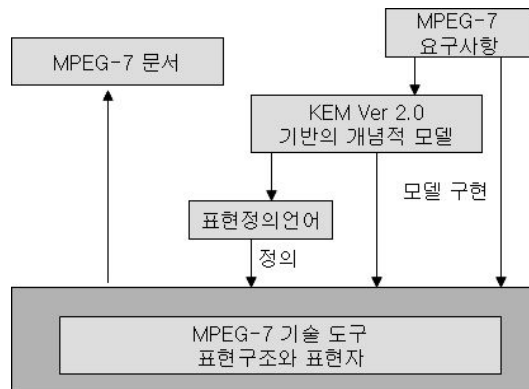 MPEG-7
요구사항
MPEG-7 문서
KEM Ver 2.0
기반의 개념적 모델
모델 구현
표현정의언어
정의
MPEG-7 기술 도구
표현구조와 표현자